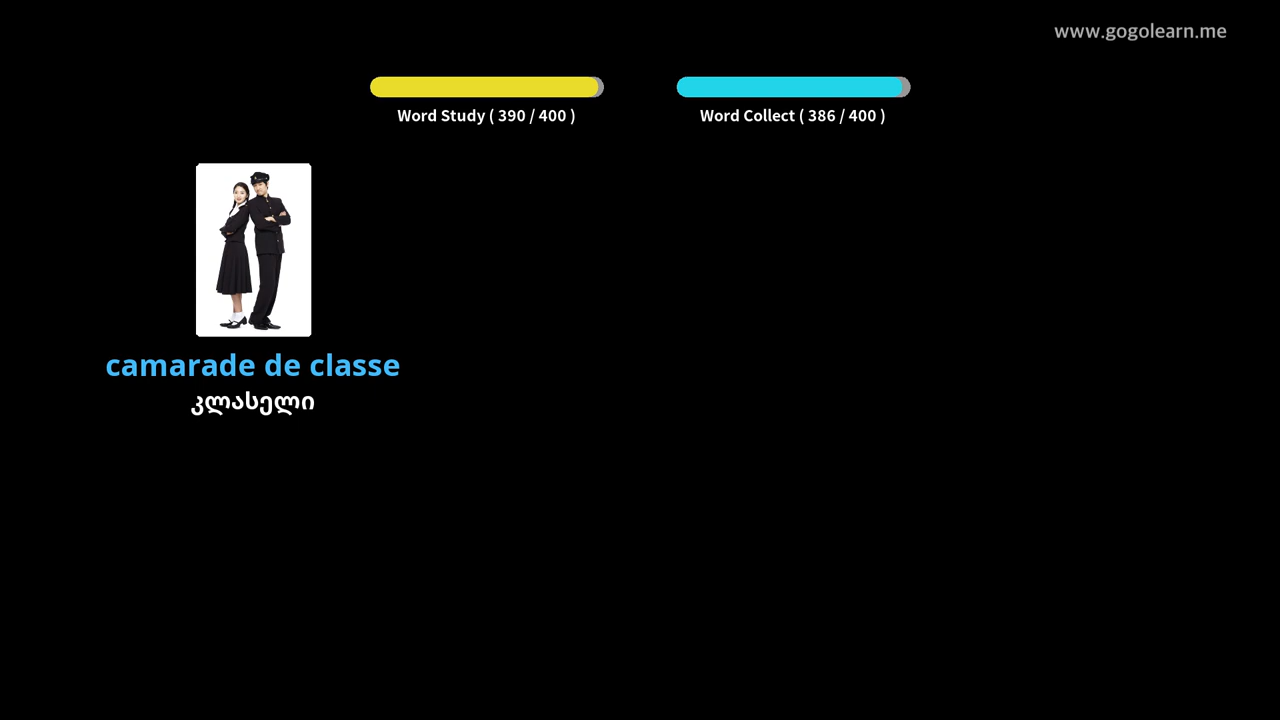 www.gogolearn.me
Word Study ( 390 / 400 )
Word Collect ( 386 / 400 )
camarade de classe
კლასელი